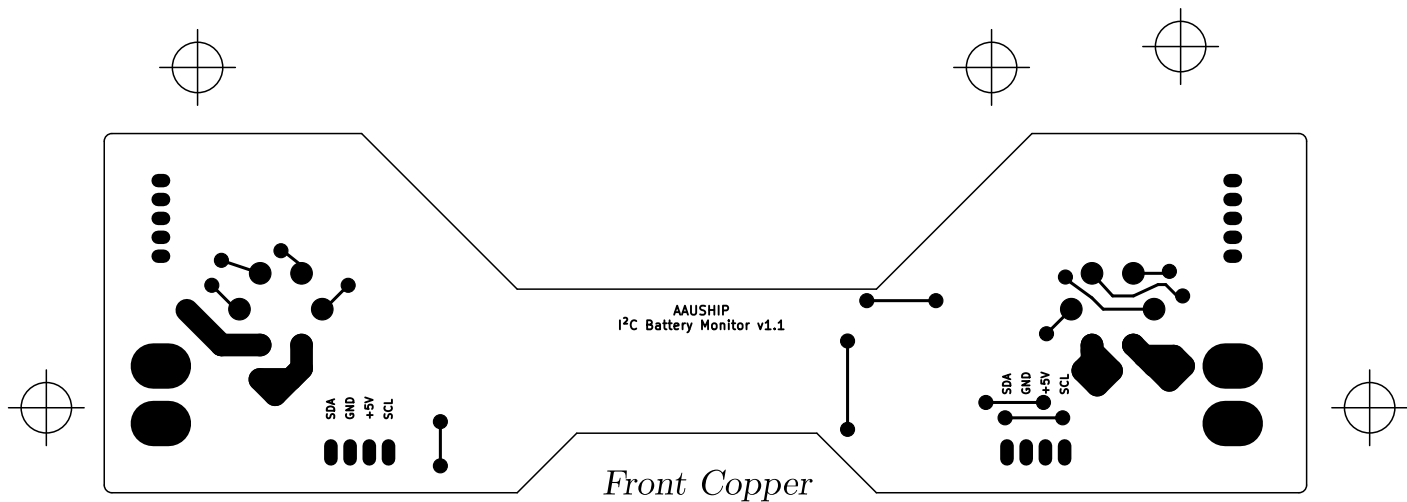 AAUSHIP
I²C Battery Monitor v1.1
SDA GND +5V SCL
SDA GND +5V SCL
Front Copper